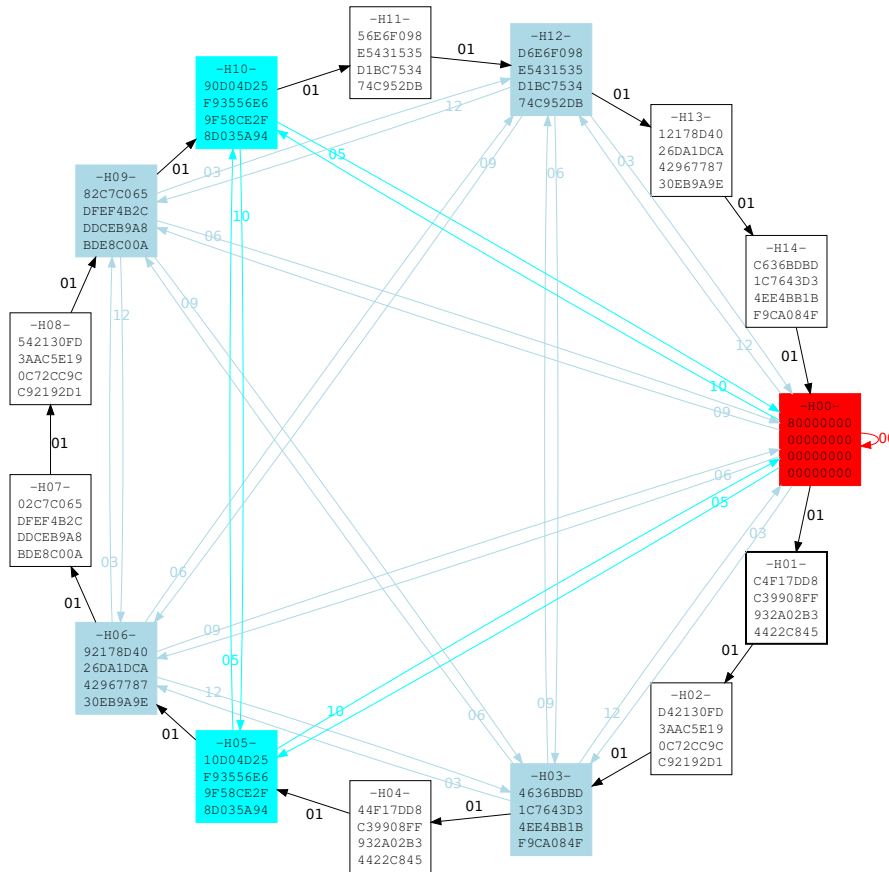 -H11-
56E6F098
E5431535
D1BC7534
74C952DB
01
-H12-
D6E6F098
E5431535
D1BC7534
74C952DB
-H10-
90D04D25
F93556E6
9F58CE2F
8D035A94
01
01
12
-H13-
12178D40
26DA1DCA
42967787
30EB9A9E
05
03
09
06
03
01
-H09-
82C7C065
DFEF4B2C
DDCEB9A8
BDE8C00A
03
10
01
06
-H14-
C636BDBD
1C7643D3
4EE4BB1B
F9CA084F
01
09
12
-H08-
542130FD
3AAC5E19
0C72CC9C
C92192D1
12
01
10
06
09
-H00-
80000000
00000000
00000000
00000000
01
06
05
-H07-
02C7C065
DFEF4B2C
DDCEB9A8
BDE8C00A
01
03
03
-H01-
C4F17DD8
C39908FF
932A02B3
4422C845
01
09
-H06-
92178D40
26DA1DCA
42967787
30EB9A9E
01
05
12
09
-H02-
D42130FD
3AAC5E19
0C72CC9C
C92192D1
10
06
12
01
-H05-
10D04D25
F93556E6
9F58CE2F
8D035A94
01
03
-H03-
4636BDBD
1C7643D3
4EE4BB1B
F9CA084F
01
-H04-
44F17DD8
C39908FF
932A02B3
4422C845
01